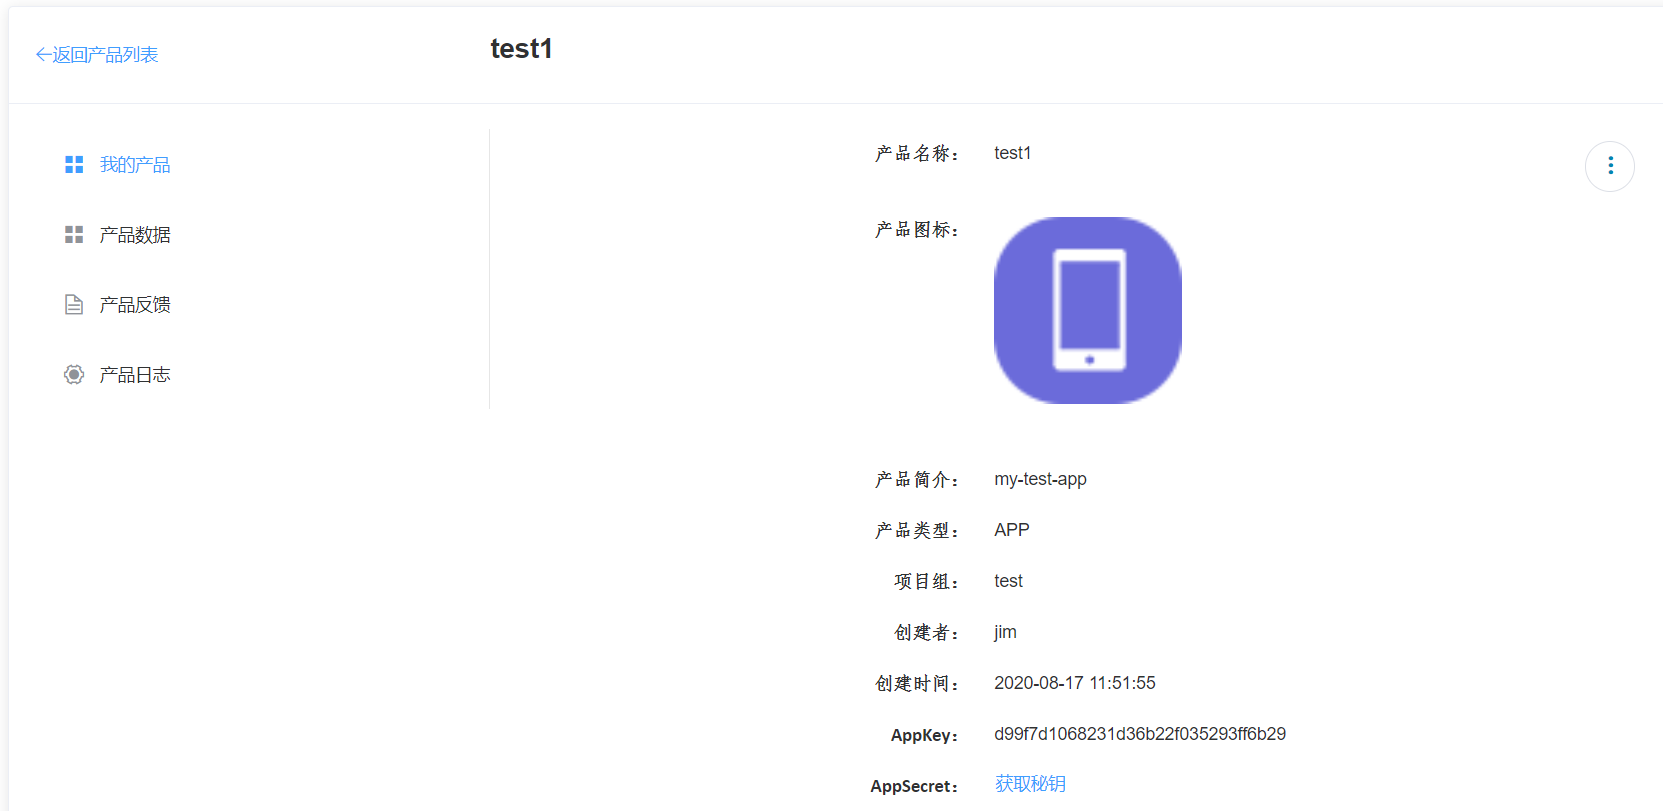 返回产品列表
test1
我的产品
产品数据
产品反馈
产品日志
产品名称： test1
产品图标：
产品简介： my-test-app
产品类型： APP
项目组： test
创建者： jim
创建时间： 2020-08-17 11:51:55
AppKey： d99f7d1068231d36b22f035293ff6b29
AppSecret： 获取秘钥